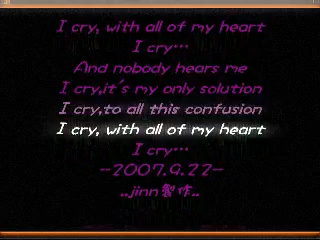 I cry, with all of my heart
I cry…
And nobody hears me
I cry,it's my only solution
I cry,to all this confusion
I cry, with all of my heart
I cry…
-2007.9.22-
..jinn製作..